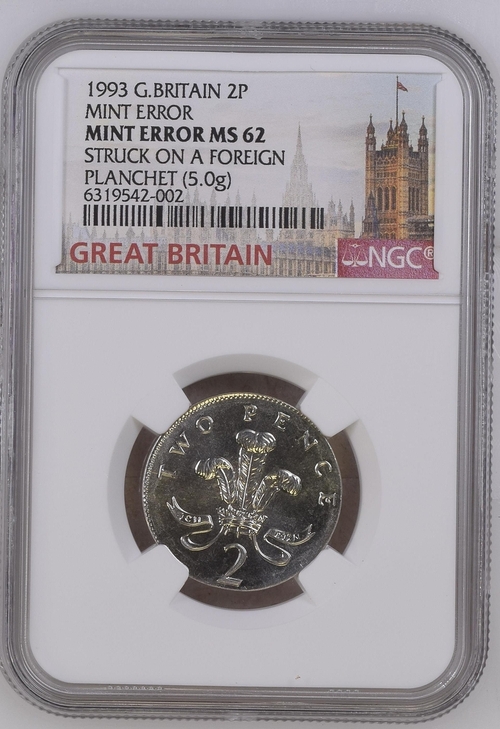 1993 G.BRITAIN 2P
MINT ERROR
MINT ERROR MS 62
STRUCK ON A FOREIGN
PLANCHET (5.0g)
6319542-002
GREAT BRITAIN
NGC®
TWO PENCE
ICH DIEN
2